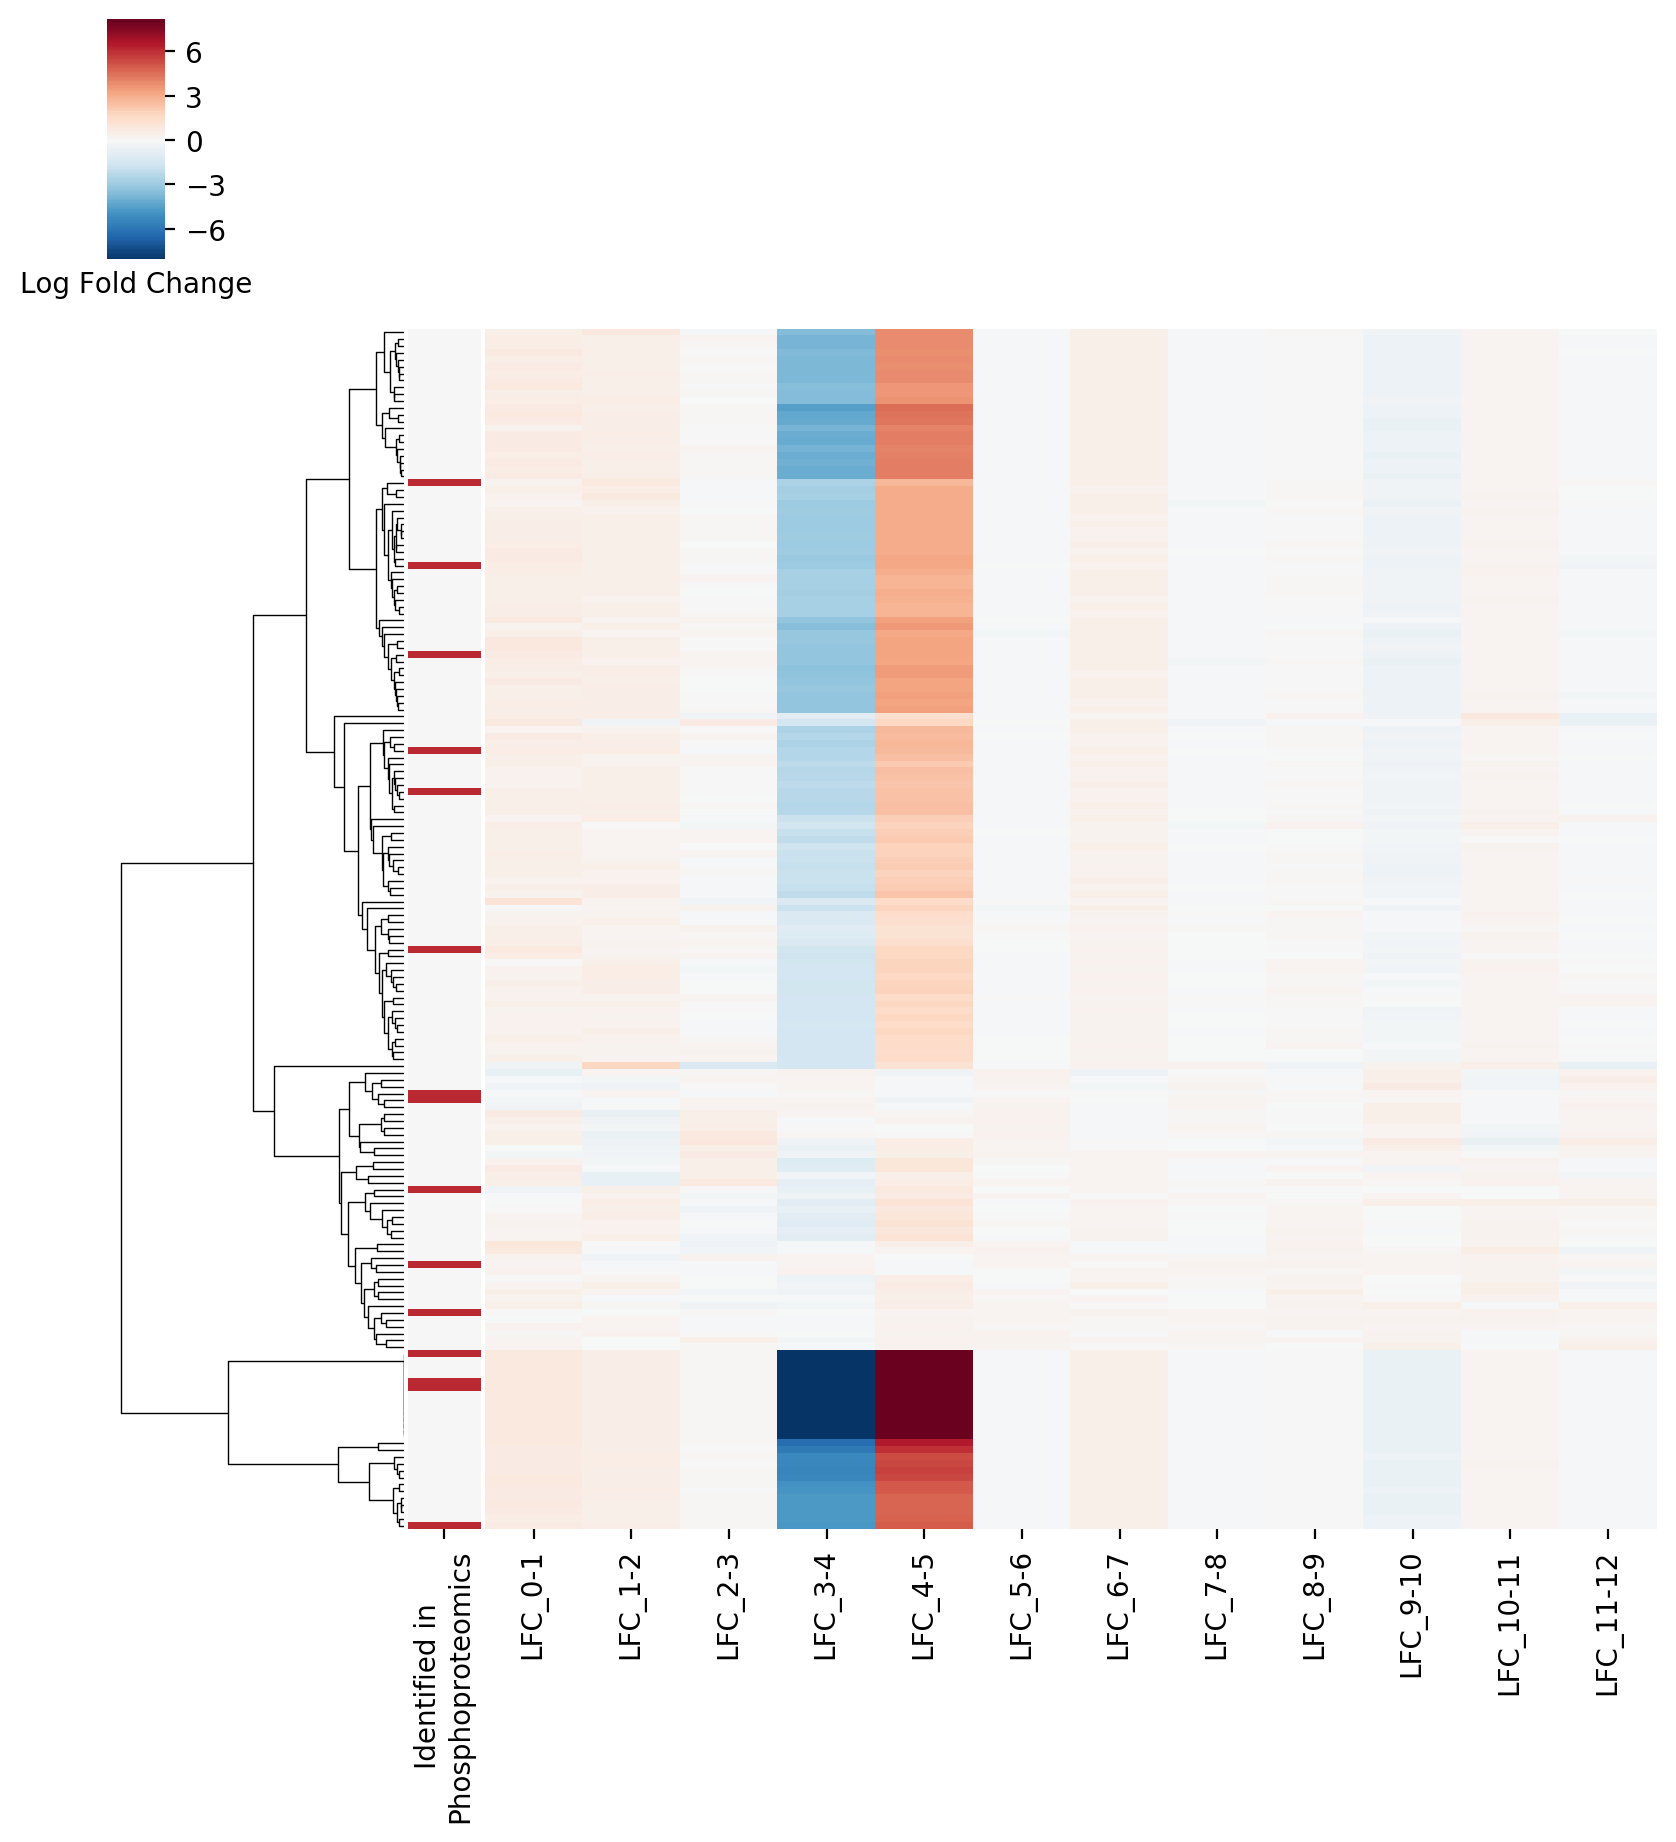 6
3
0
−3
−6
Log Fold Change
Identified in
Phosphoproteomics
LFC_0-1
LFC_1-2
LFC_2-3
LFC_3-4
LFC_4-5
LFC_5-6
LFC_6-7
LFC_7-8
LFC_8-9
LFC_9-10
LFC_10-11
LFC_11-12